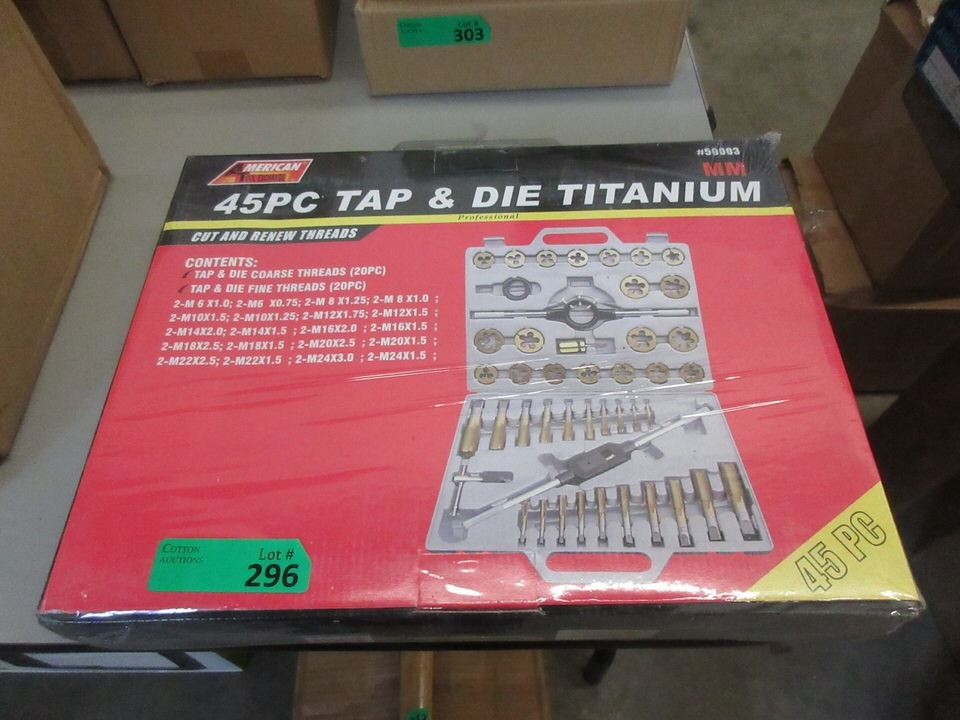 COTTON
AUCTIONS
Lot #
303
#59993
AMERICAN
MM
45PC TAP & DIE TITANIUM
Professional
CUT AND RENEW THREADS
CONTENTS:
TAP & DIE COARSE THREADS (20PC)
TAP & DIE FINE THREADS (20PC)
2-M 6 X1.0; 2-M6 X0.75; 2-M 8 X1.25; 2-M 8 X1.0 ;
2-M10X1.5; 2-M10X1.25; 2-M12X1.75; 2-M12X1.5 ;
2-M14X2.0; 2-M14X1.5 ; 2-M16X2.0 ; 2-M16X1.5 ;
2-M18X2.5; 2-M18X1.5 ; 2-M20X2.5 ; 2-M20X1.5 ;
2-M22X2.5; 2-M22X1.5 ; 2-M24X3.0 ; 2-M24X1.5 ;
45 PC
COTTON
AUCTIONS
Lot #
296